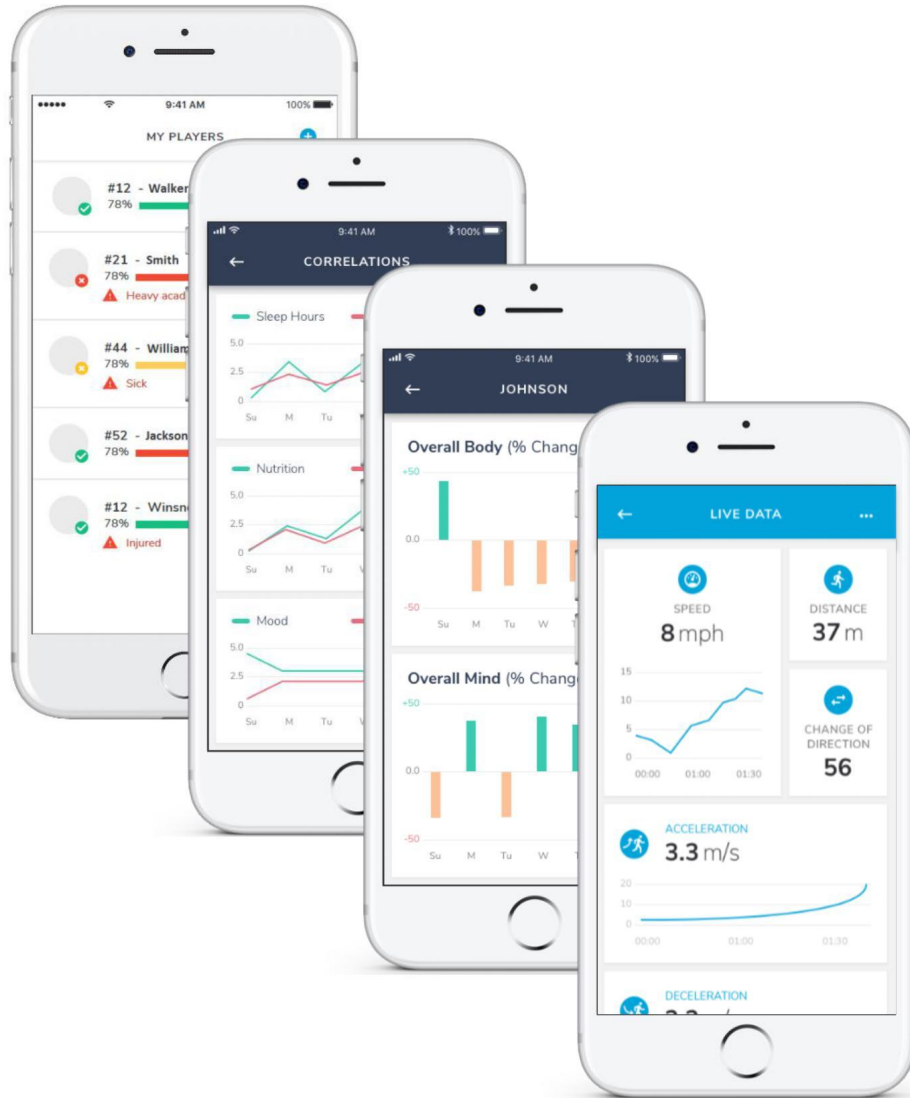 9:41 AM 100%
MY PLAYERS
#12 - Walker
78%
#21 - Smith
78%
Heavy acad
#44 - William
78%
Sick
#52 - Jackson
78%
#12 - Winsn
78%
Injured
9:41 AM 100%
CORRELATIONS
Sleep Hours
5.0
2.5
0
Su M Tu
Nutrition
5.0
2.5
0
Su M Tu W
Mood
5.0
2.5
0
Su M Tu W
9:41 AM 100%
JOHNSON
Overall Body (% Chang
+50
0.0
-50
Su M Tu W T
Overall Mind (% Chang
+50
0.0
-50
Su M Tu W T
LIVE DATA
SPEED
8 mph
15
10
5
0
00:00 01:00 01:30
DISTANCE
37 m
CHANGE OF
DIRECTION
56
ACCELERATION
3.3 m/s
20
10
0
00:00 01:00 01:30
DECELERATION